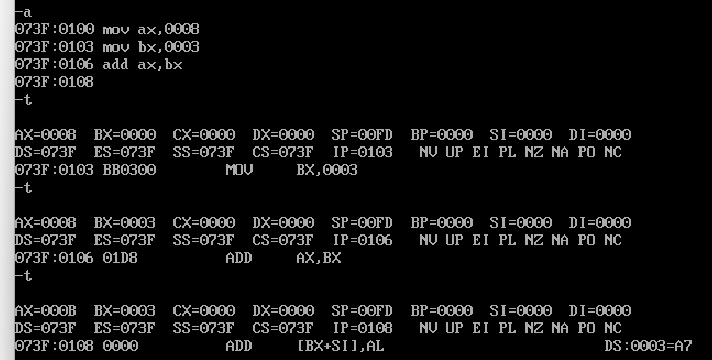 -a
073F:0100 mov ax,0008
073F:0103 mov bx,0003
073F:0106 add ax,bx
073F:0108
-t
AX=0008 BX=0000 CX=0000 DX=0000 SP=00FD BP=0000 SI=0000 DI=0000
DS=073F ES=073F SS=073F CS=073F IP=0103 NV UP EI PL NZ NA PO NC
073F:0103 BB0300 MOV BX,0003
-t
AX=0008 BX=0003 CX=0000 DX=0000 SP=00FD BP=0000 SI=0000 DI=0000
DS=073F ES=073F SS=073F CS=073F IP=0106 NV UP EI PL NZ NA PO NC
073F:0106 01D8 ADD AX,BX
-t
AX=000B BX=0003 CX=0000 DX=0000 SP=00FD BP=0000 SI=0000 DI=0000
DS=073F ES=073F SS=073F CS=073F IP=0108 NV UP EI PL NZ NA PO NC
073F:0108 0000 ADD [BX+SI],AL DS:0003=A7